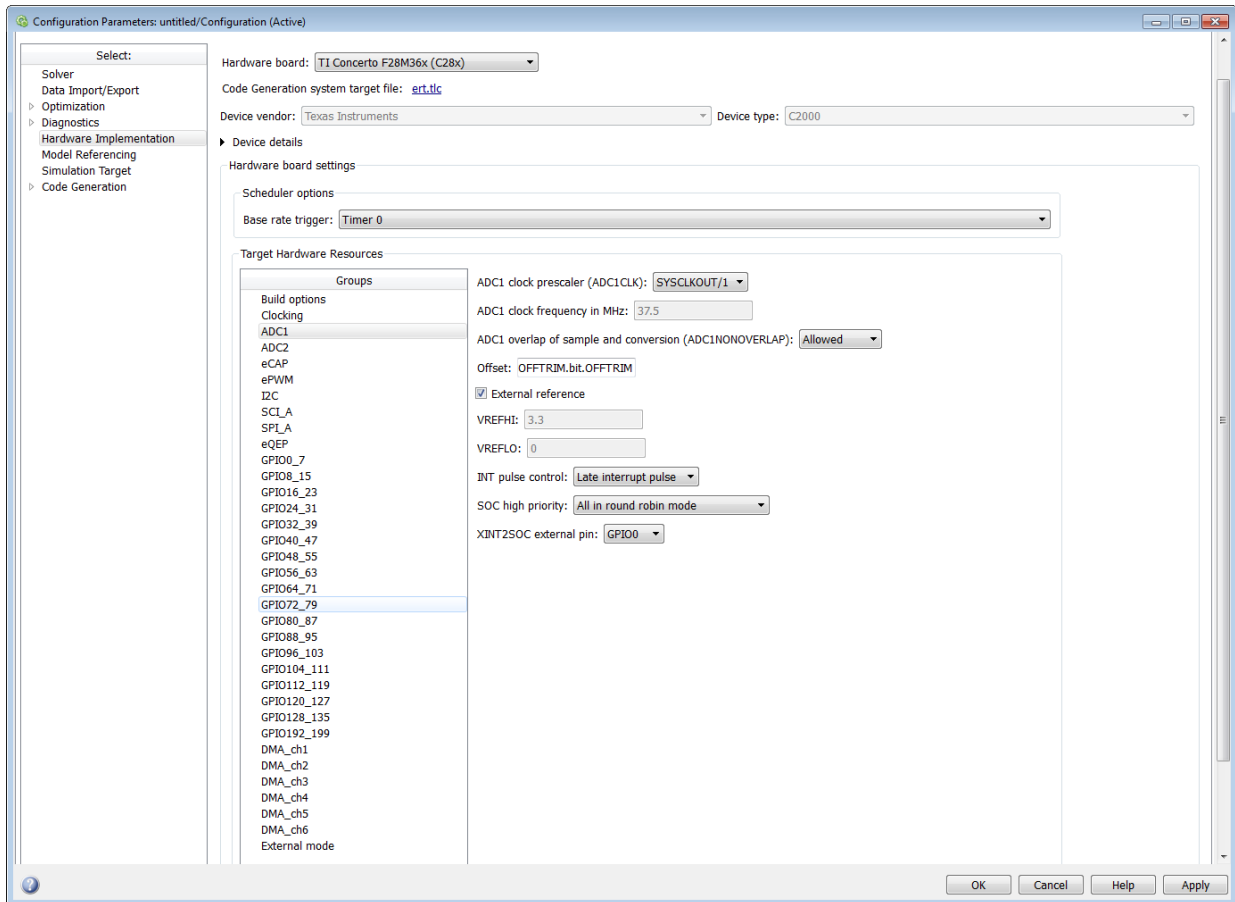 Configuration Parameters: untitled/Configuration (Active)
Select:
Solver
Data Import/Export
Optimization
Diagnostics
Hardware Implementation
Model Referencing
Simulation Target
Code Generation
Hardware board: TI Concerto F28M36x (C28x)
Code Generation system target file: ert.tlc
Device vendor: Texas Instruments Device type: C2000
Device details
Hardware board settings
Scheduler options
Base rate trigger: Timer 0
Target Hardware Resources
Groups
Build options
Clocking
ADC1
ADC2
eCAP
ePWM
I2C
SCI_A
SPI_A
eQEP
GPIO0_7
GPIO8_15
GPIO16_23
GPIO24_31
GPIO32_39
GPIO40_47
GPIO48_55
GPIO56_63
GPIO64_71
GPIO72_79
GPIO80_87
GPIO88_95
GPIO96_103
GPIO104_111
GPIO112_119
GPIO120_127
GPIO128_135
GPIO192_199
DMA_ch1
DMA_ch2
DMA_ch3
DMA_ch4
DMA_ch5
DMA_ch6
External mode
ADC1 clock prescaler (ADC1CLK): SYSCLKOUT/1
ADC1 clock frequency in MHz: 37.5
ADC1 overlap of sample and conversion (ADC1NONOVERLAP): Allowed
Offset: OFFTRIM.bit.OFFTRIM
External reference
VREFHI: 3.3
VREFLO: 0
INT pulse control: Late interrupt pulse
SOC high priority: All in round robin mode
XINT2SOC external pin: GPIO0
OK Cancel Help Apply